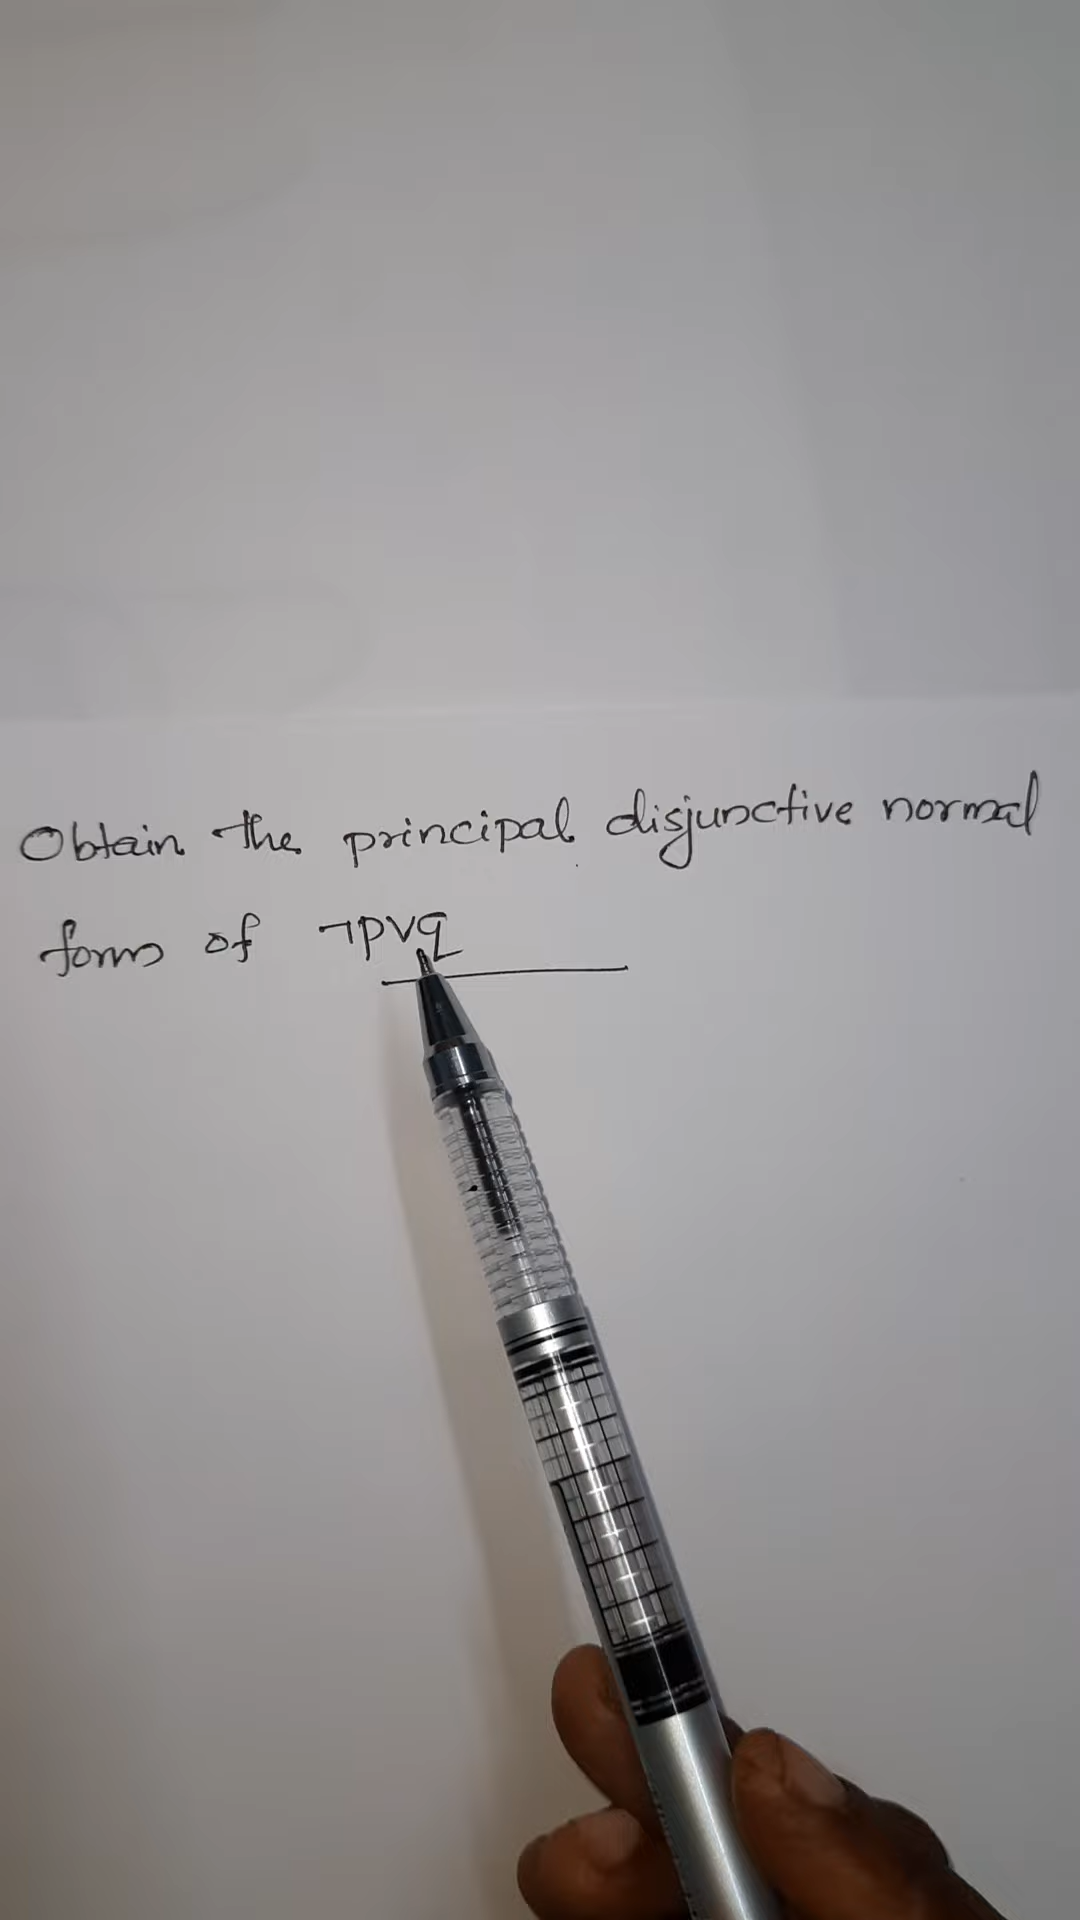 Obtain the principal disjunctive normal
form of ¬p∨q